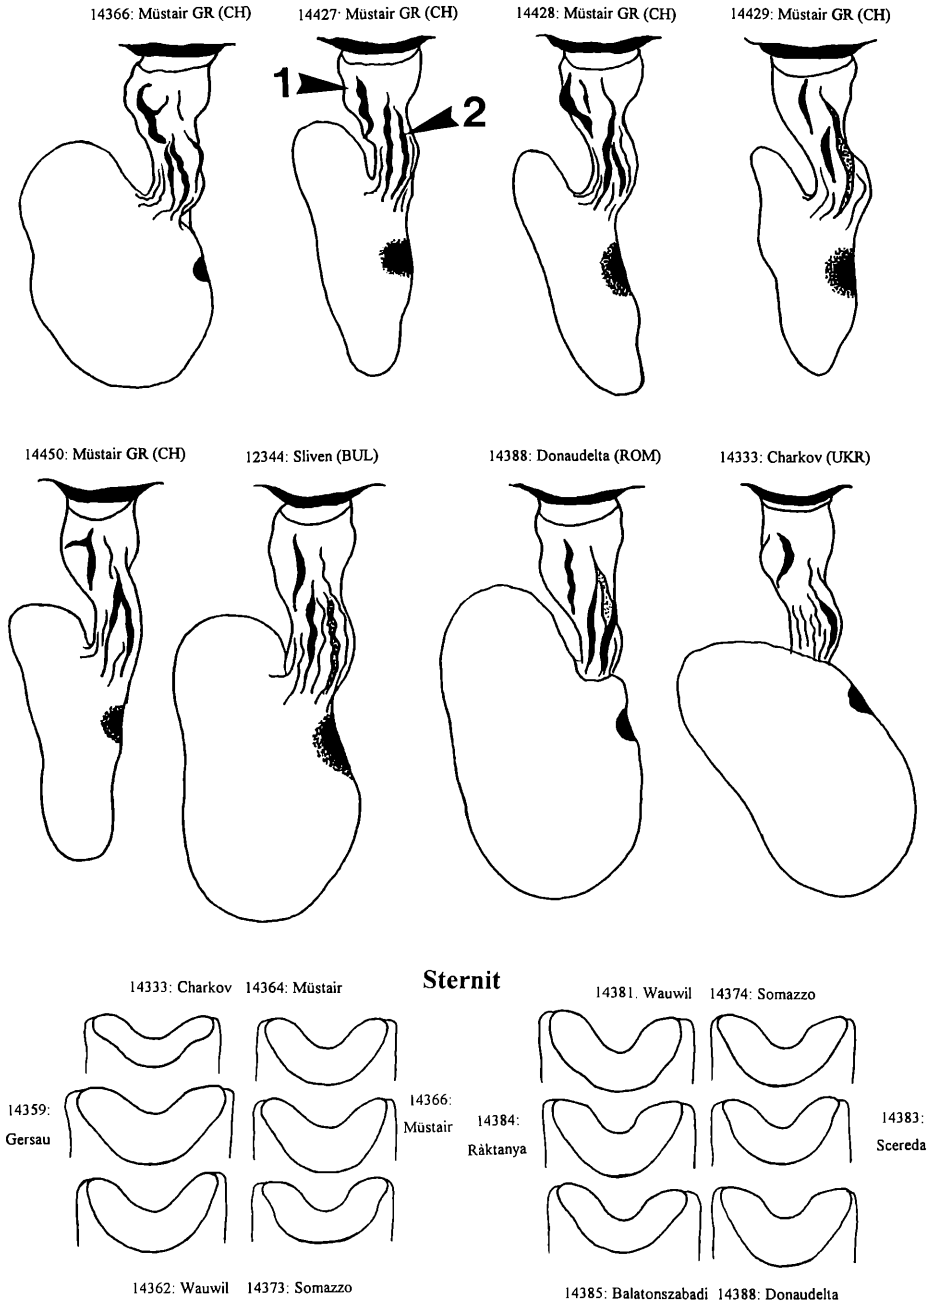 14366: Müstair GR (CH) 14427: Müstair GR (CH) 14428: Müstair GR (CH) 14429: Müstair GR (CH)
1
2
14450: Müstair GR (CH) 12344: Sliven (BUL) 14388: Donaudelta (ROM) 14333: Charkov (UKR)
Sternit
14333: Charkov 14364: Müstair
14381. Wauwil 14374: Somazzo
14359:
Gersau
14366:
Müstair
14384:
Ràktanya
14383:
Scereda
14362: Wauwil 14373: Somazzo
14385: Balatonszabadi 14388: Donaudelta